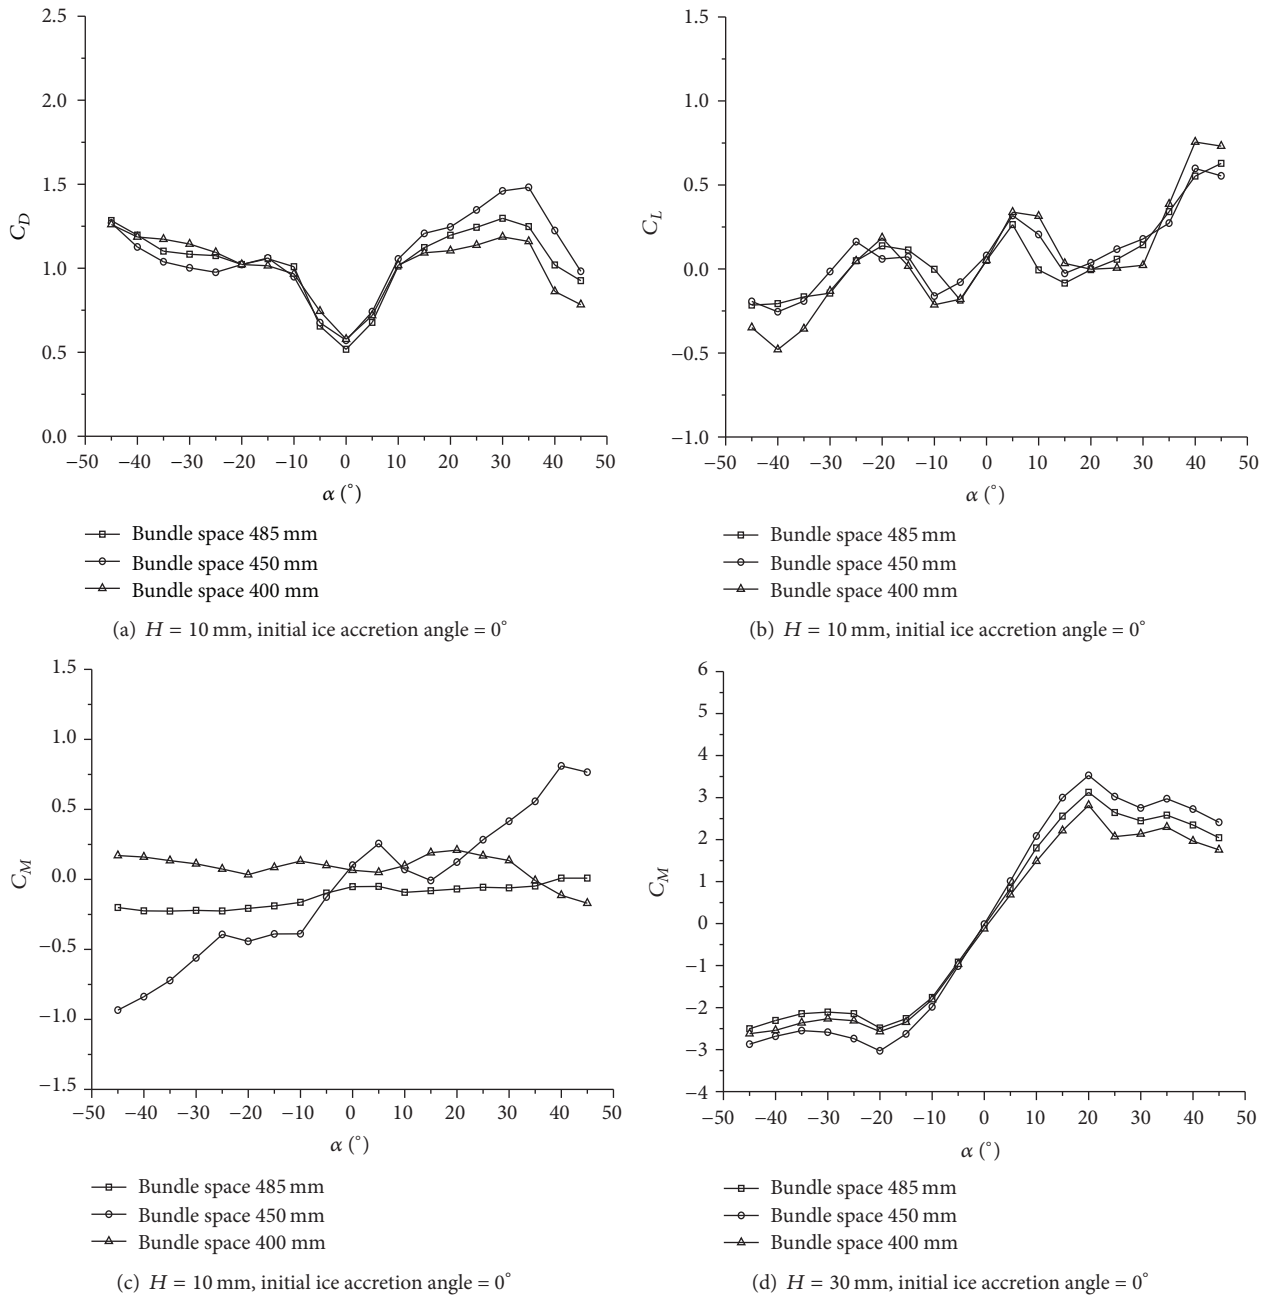 2.5
2.0
1.5
1.0
0.5
0.0
C_D
−50 −40 −30 −20 −10 0 10 20 30 40 50
α (°)
Bundle space 485 mm
Bundle space 450 mm
Bundle space 400 mm
(a) H = 10 mm, initial ice accretion angle = 0°
1.5
1.0
0.5
0.0
−0.5
−1.0
C_L
−50 −40 −30 −20 −10 0 10 20 30 40 50
α (°)
Bundle space 485 mm
Bundle space 450 mm
Bundle space 400 mm
(b) H = 10 mm, initial ice accretion angle = 0°
1.5
1.0
0.5
0.0
−0.5
−1.0
−1.5
C_M
−50 −40 −30 −20 −10 0 10 20 30 40 50
α (°)
Bundle space 485 mm
Bundle space 450 mm
Bundle space 400 mm
(c) H = 10 mm, initial ice accretion angle = 0°
6
5
4
3
2
1
0
−1
−2
−3
−4
C_M
−50 −40 −30 −20 −10 0 10 20 30 40 50
α (°)
Bundle space 485 mm
Bundle space 450 mm
Bundle space 400 mm
(d) H = 30 mm, initial ice accretion angle = 0°